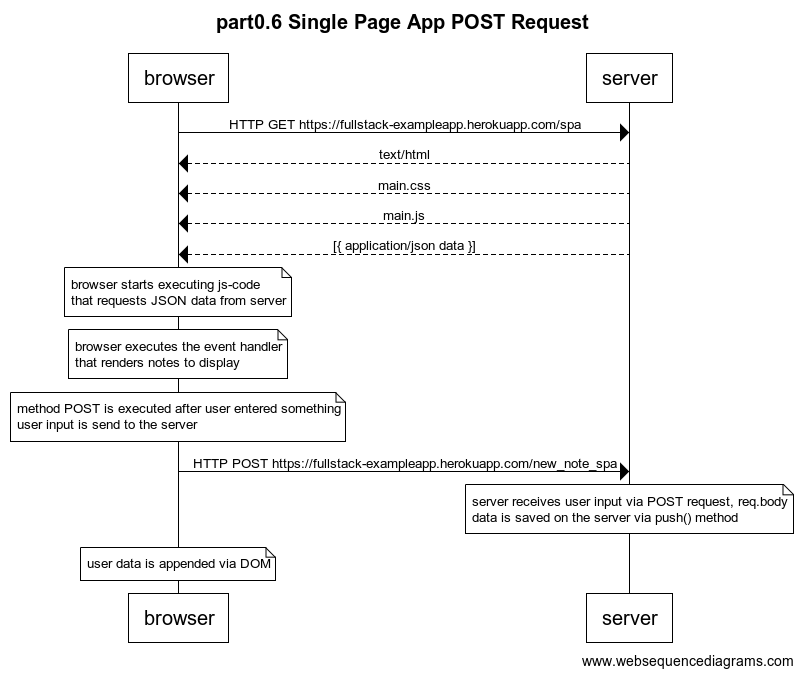 part0.6 Single Page App POST Request
browser
server
HTTP GET https://fullstack-exampleapp.herokuapp.com/spa
text/html
main.css
main.js
[{ application/json data }]
browser starts executing js-code
that requests JSON data from server
browser executes the event handler
that renders notes to display
method POST is executed after user entered something
user input is send to the server
HTTP POST https://fullstack-exampleapp.herokuapp.com/new_note_spa
server receives user input via POST request, req.body
data is saved on the server via push() method
user data is appended via DOM
browser
server
www.websequencediagrams.com